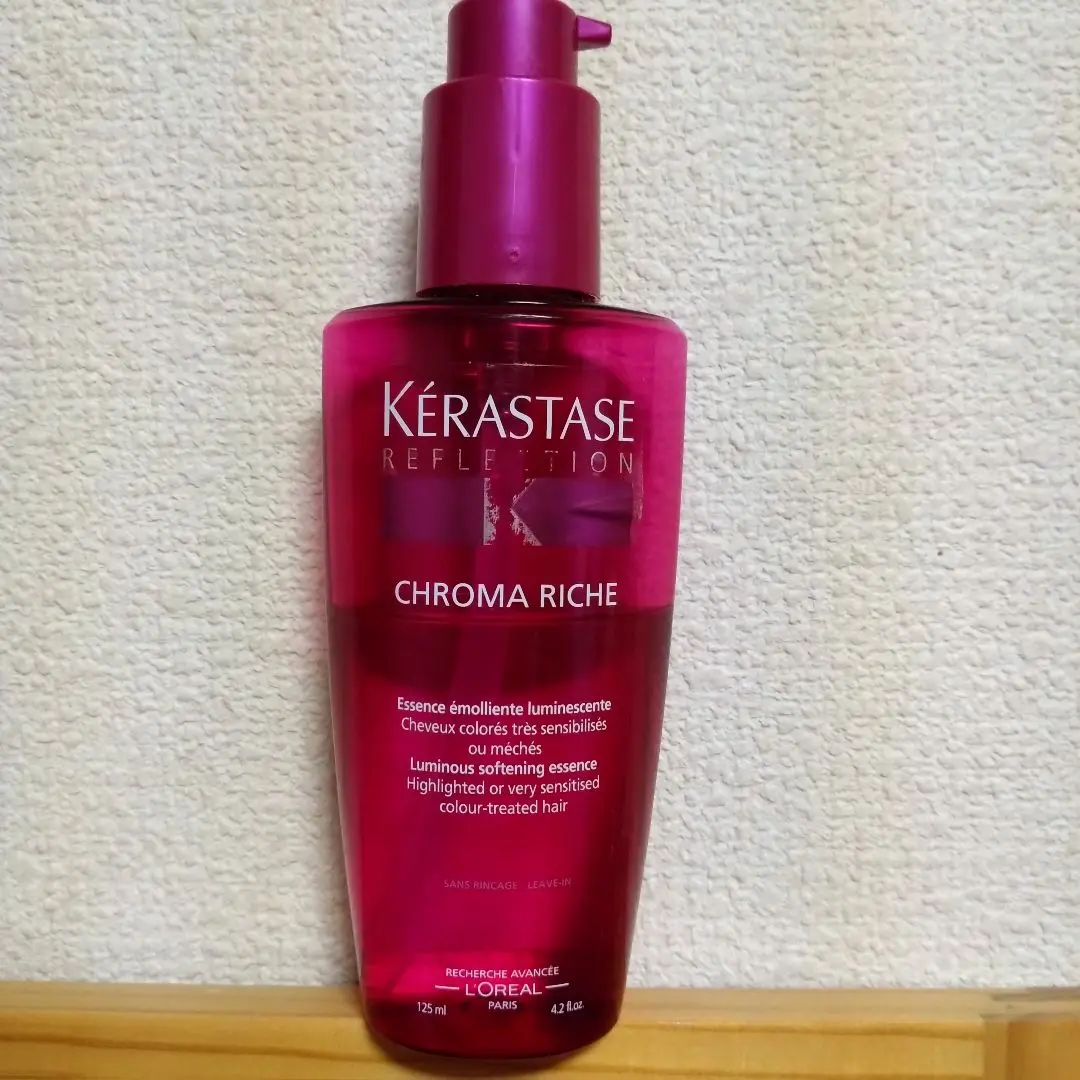 KÉRASTASE
REFLECTION
K
CHROMA RICHE
Essence émolliente luminescente
Cheveux colorés très sensibilisés
ou méchés
Luminous softening essence
Highlighted or very sensitised
colour-treated hair
SANS RINCAGE LEAVE-IN
RECHERCHE AVANCÉE
L'ORÉAL
PARIS
125 ml 4.2 fl.oz.